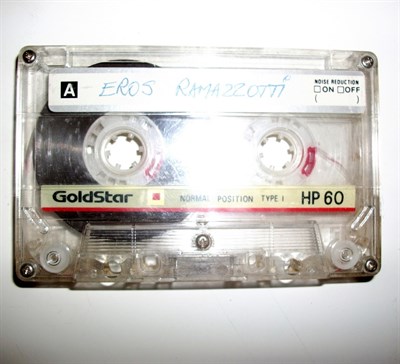 A EROS RAMAZZOTTI
NOISE REDUCTION
ON OFF
( )
GoldStar NORMAL POSITION TYPE I HP 60